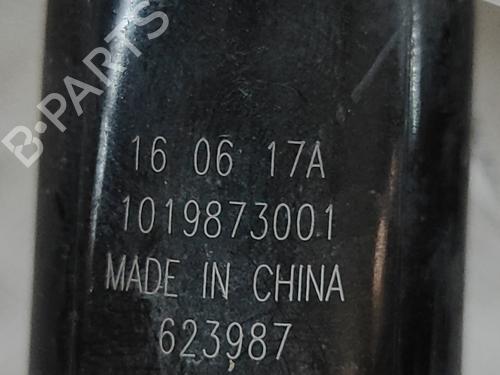 B-PARTS
16 06 17A
1019873001
MADE IN CHINA
623987